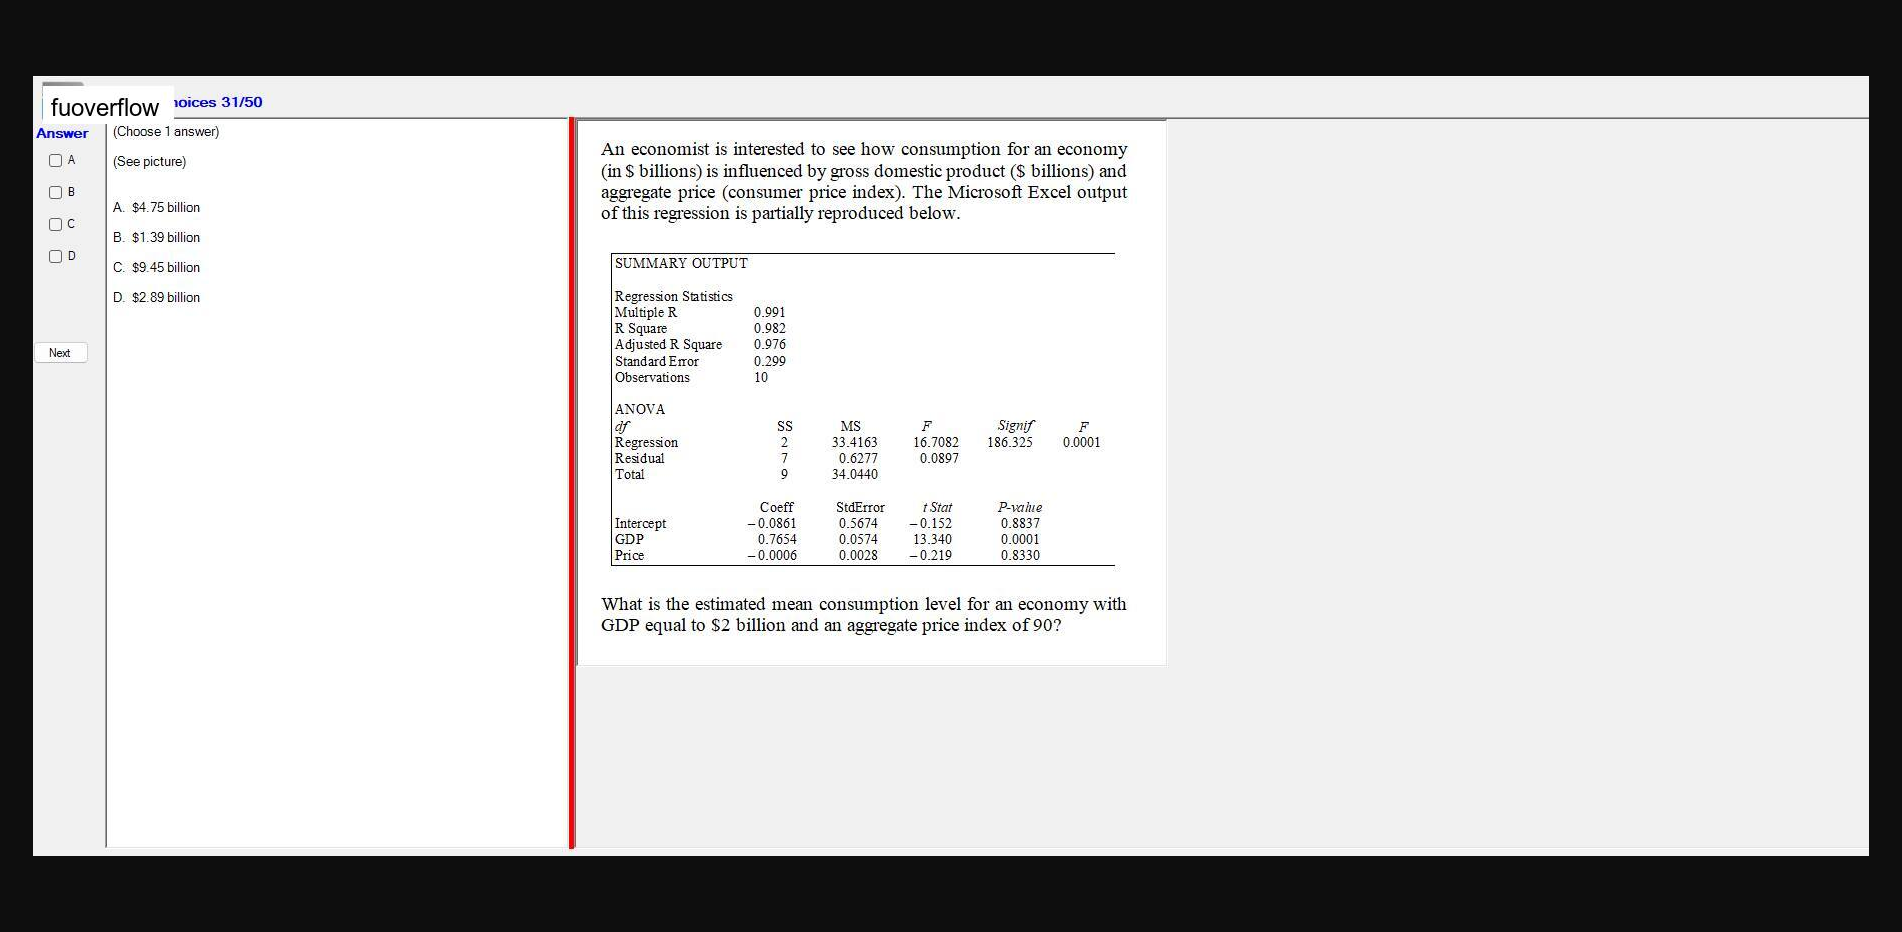 fuoverflow
hoices 31/50
Answer
(Choose 1 answer)
A
(See picture)
B
C
D
A. $4.75 billion
B. $1.39 billion
C. $9.45 billion
D. $2.89 billion
Next
An economist is interested to see how consumption for an economy
(in $ billions) is influenced by gross domestic product ($ billions) and
aggregate price (consumer price index). The Microsoft Excel output
of this regression is partially reproduced below.
SUMMARY OUTPUT
Regression Statistics
Multiple R 0.991
R Square 0.982
Adjusted R Square 0.976
Standard Error 0.299
Observations 10
ANOVA
df SS MS F Signif F
Regression 2 33.4163 16.7082 186.325 0.0001
Residual 7 0.6277 0.0897
Total 9 34.0440
Coeff StdError t Stat P-value
Intercept –0.0861 0.5674 –0.152 0.8837
GDP 0.7654 0.0574 13.340 0.0001
Price –0.0006 0.0028 –0.219 0.8330
What is the estimated mean consumption level for an economy with
GDP equal to $2 billion and an aggregate price index of 90?